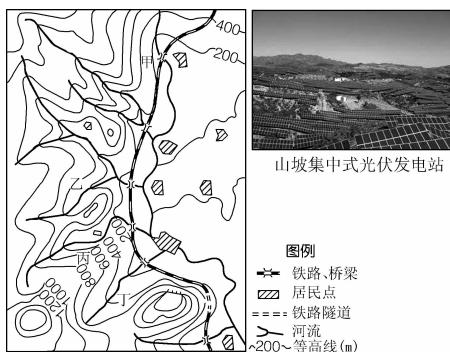 400
200
甲
乙
丙
丁
200
400
600
800
1000
1200
山坡集中式光伏发电站
图例
铁路、桥梁
居民点
铁路隧道
河流
~200~等高线(m)